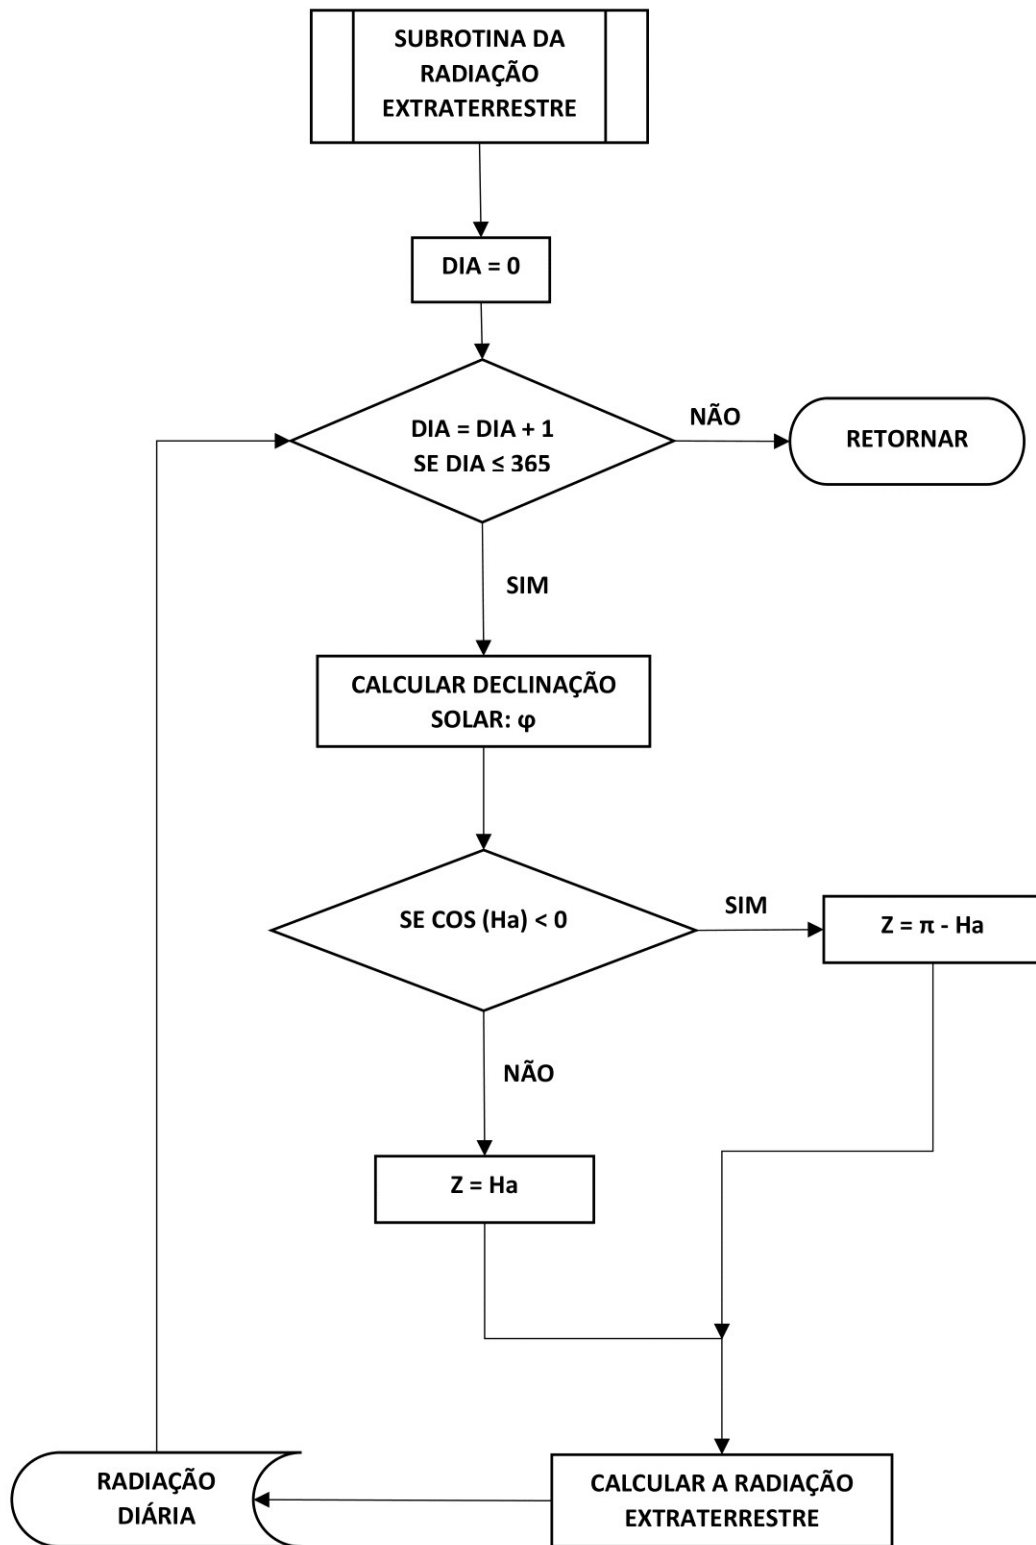 SUBROTINA DA
RADIAÇÃO
EXTRATERRESTRE
DIA = 0
DIA = DIA + 1
SE DIA ≤ 365
NÃO
RETORNAR
SIM
CALCULAR DECLINAÇÃO
SOLAR: φ
SE COS (Ha) < 0
SIM
Z = π - Ha
NÃO
Z = Ha
CALCULAR A RADIAÇÃO
EXTRATERRESTRE
RADIAÇÃO
DIÁRIA